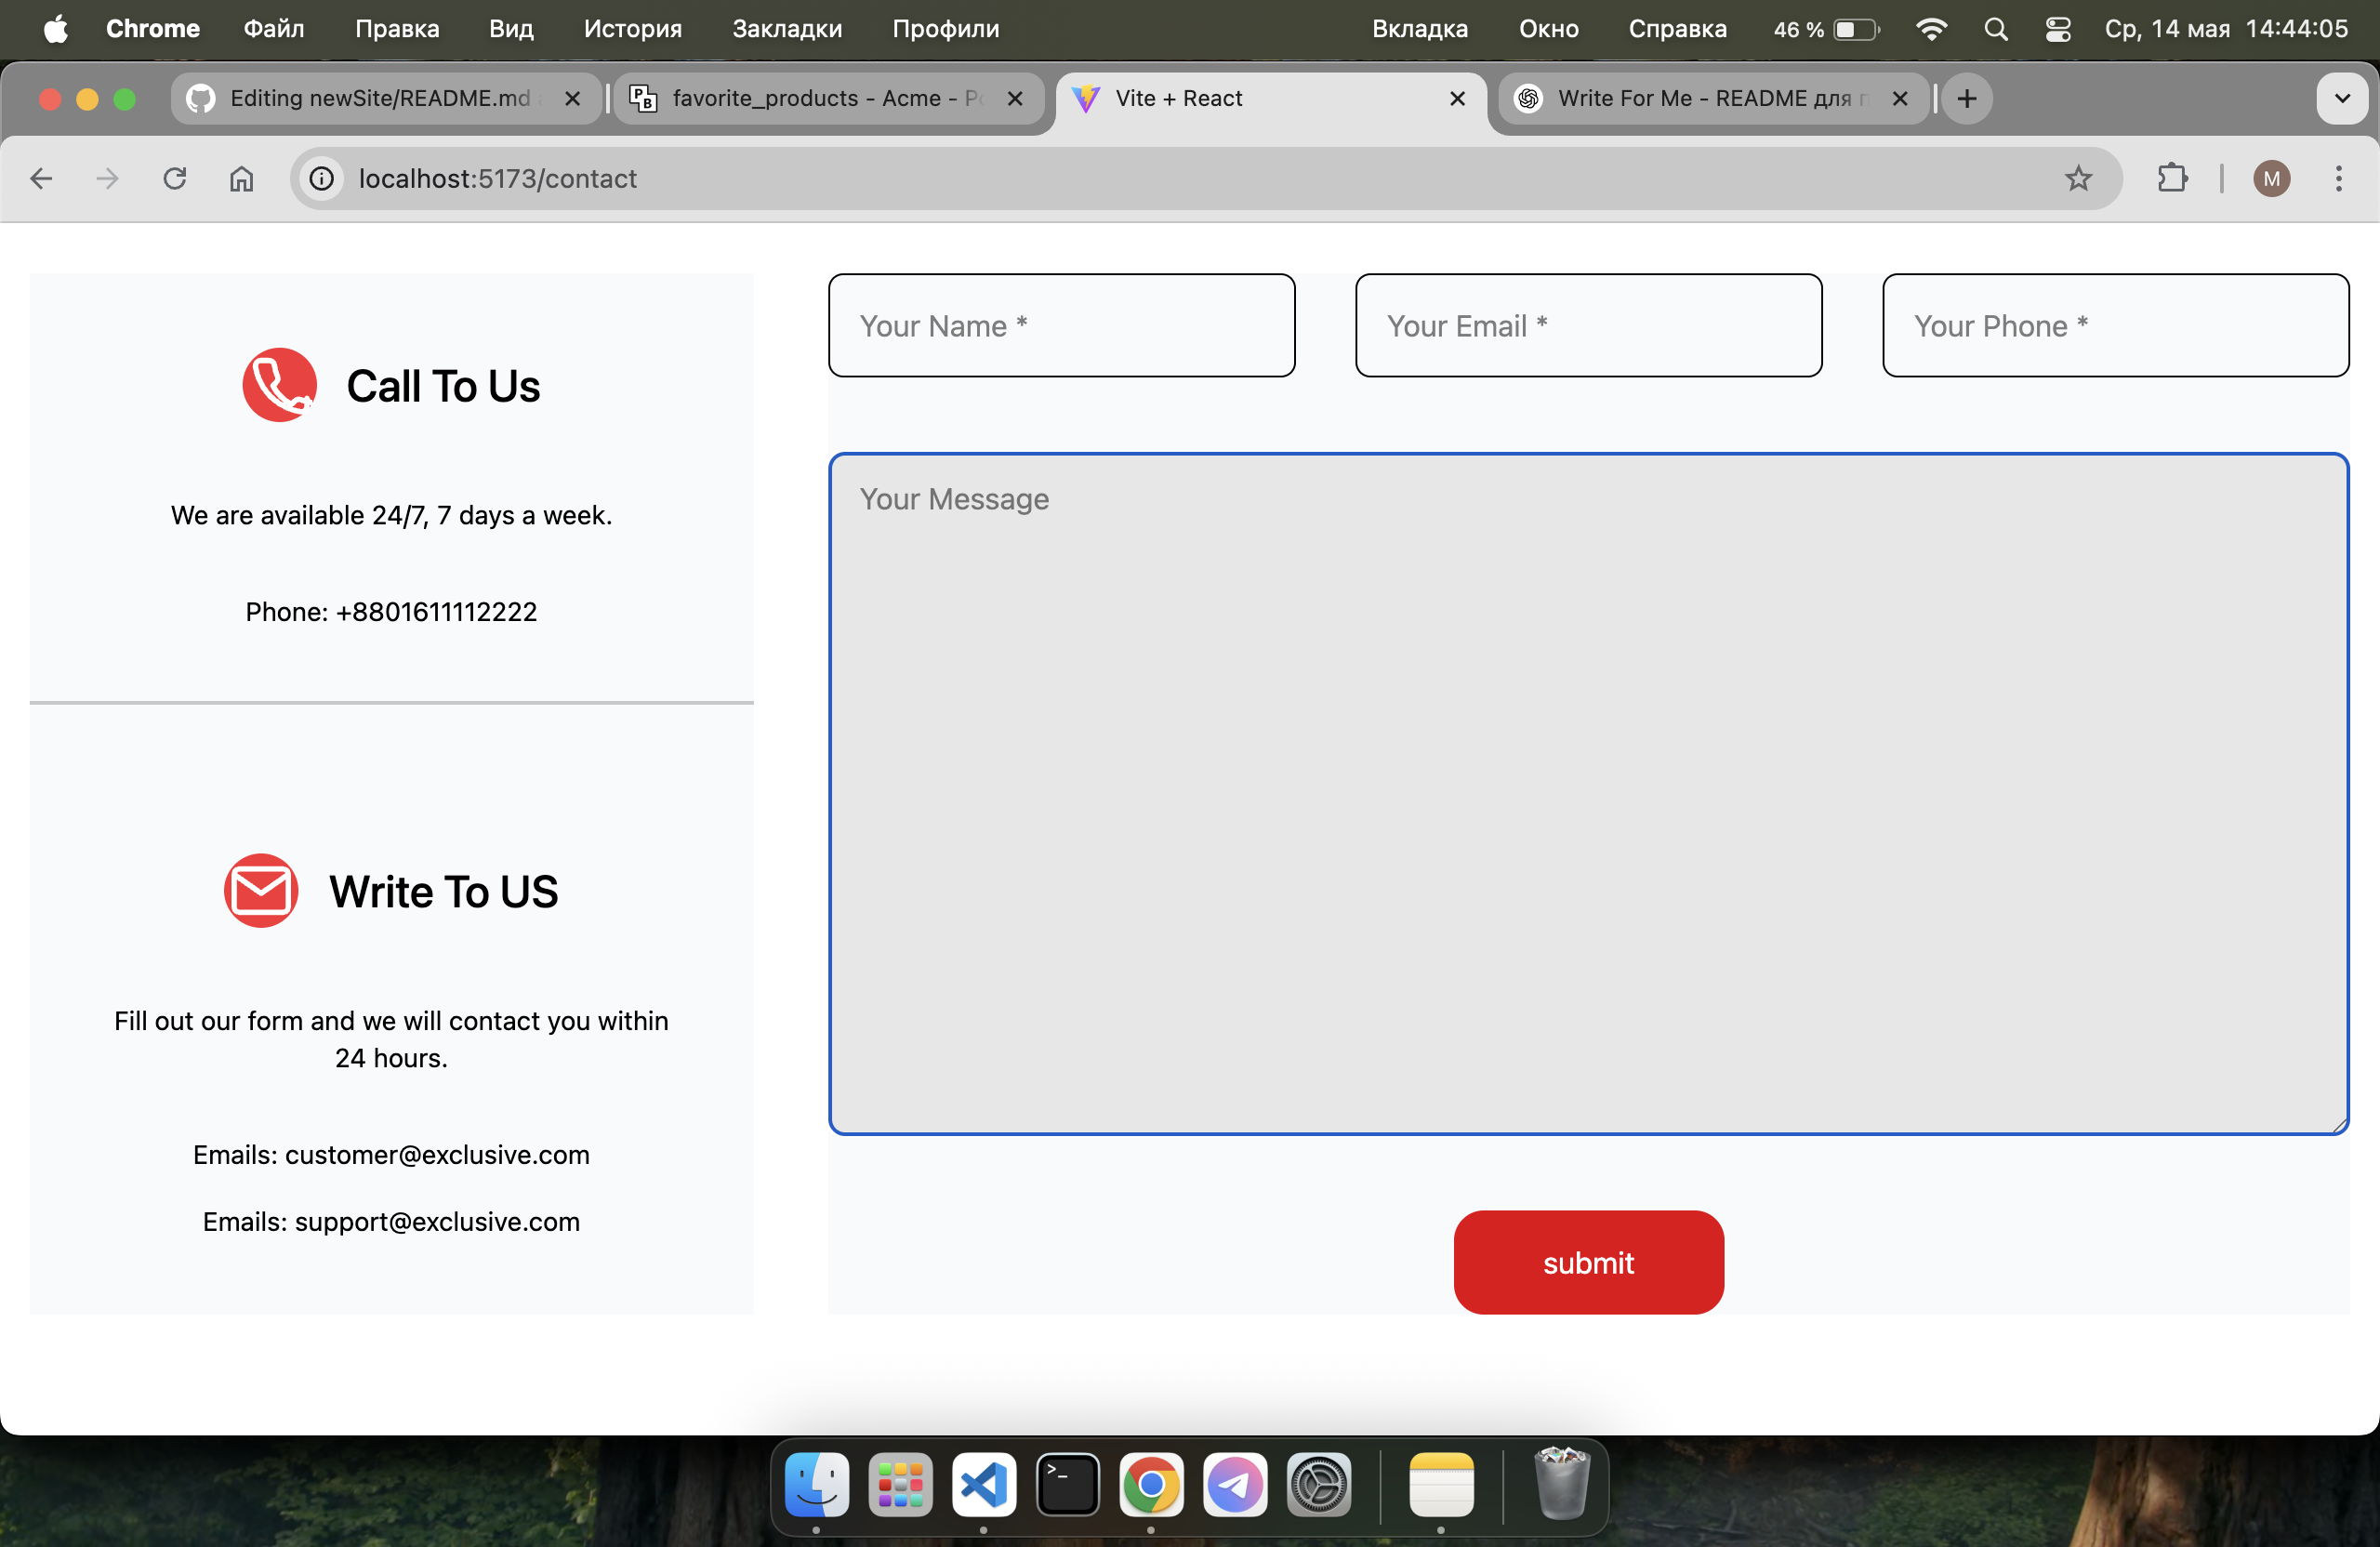 Chrome Файл Правка Вид История Закладки Профили Вкладка Окно Справка 46 % Ср, 14 мая 14:44:05
Editing newSite/README.md favorite_products - Acme - Vite + React Write For Me - README для
localhost:5173/contact M
Your Name * Your Email * Your Phone *
Call To Us
We are available 24/7, 7 days a week.
Phone: +8801611112222
Your Message
Write To US
Fill out our form and we will contact you within
24 hours.
Emails: customer@exclusive.com
Emails: support@exclusive.com
submit